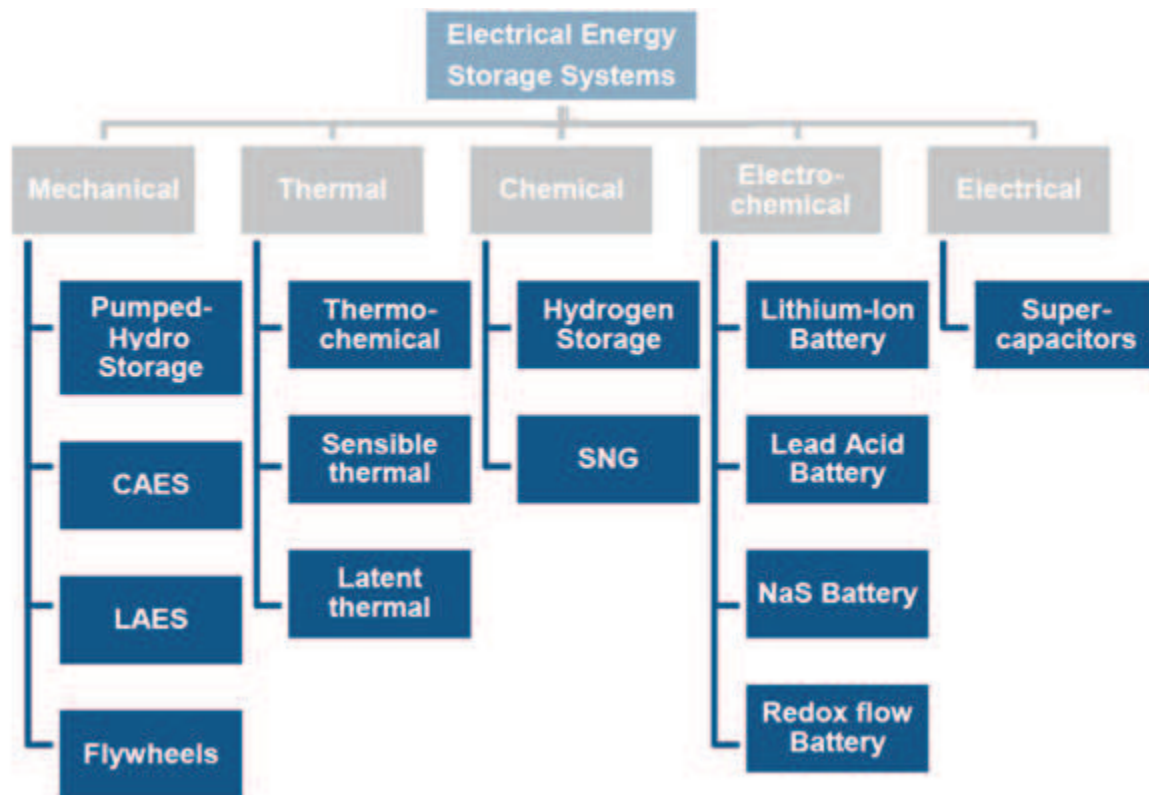 Electrical Energy
Storage Systems
Mechanical
Thermal
Chemical
Electro-
chemical
Electrical
Pumped-
Hydro
Storage
CAES
LAES
Flywheels
Thermo-
chemical
Sensible
thermal
Latent
thermal
Hydrogen
Storage
SNG
Lithium-Ion
Battery
Lead Acid
Battery
NaS Battery
Redox flow
Battery
Super-
capacitors